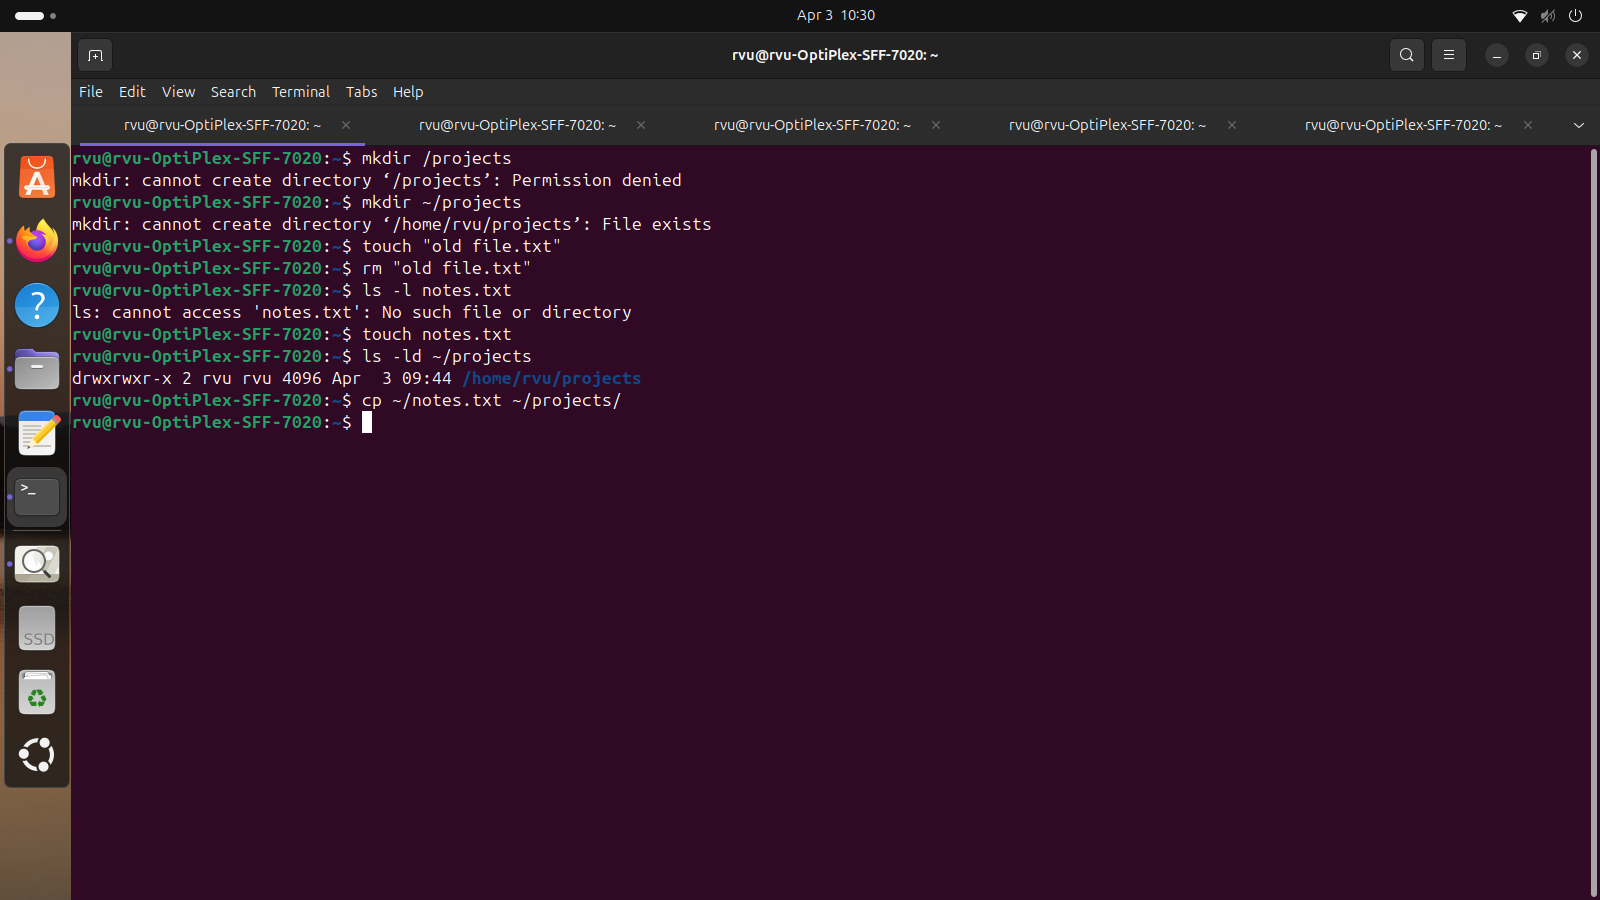 Apr 3 10:30
rvu@rvu-OptiPlex-SFF-7020: ~
File Edit View Search Terminal Tabs Help
rvu@rvu-OptiPlex-SFF-7020: ~ rvu@rvu-OptiPlex-SFF-7020: ~ rvu@rvu-OptiPlex-SFF-7020: ~ rvu@rvu-OptiPlex-SFF-7020: ~ rvu@rvu-OptiPlex-SFF-7020: ~
rvu@rvu-OptiPlex-SFF-7020:~$ mkdir /projects
mkdir: cannot create directory ‘/projects’: Permission denied
rvu@rvu-OptiPlex-SFF-7020:~$ mkdir ~/projects
mkdir: cannot create directory ‘/home/rvu/projects’: File exists
rvu@rvu-OptiPlex-SFF-7020:~$ touch "old file.txt"
rvu@rvu-OptiPlex-SFF-7020:~$ rm "old file.txt"
rvu@rvu-OptiPlex-SFF-7020:~$ ls -l notes.txt
ls: cannot access 'notes.txt': No such file or directory
rvu@rvu-OptiPlex-SFF-7020:~$ touch notes.txt
rvu@rvu-OptiPlex-SFF-7020:~$ ls -ld ~/projects
drwxrwxr-x 2 rvu rvu 4096 Apr  3 09:44 /home/rvu/projects
rvu@rvu-OptiPlex-SFF-7020:~$ cp ~/notes.txt ~/projects/
rvu@rvu-OptiPlex-SFF-7020:~$
>_
SSD